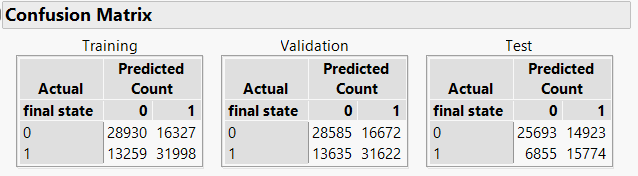 Confusion Matrix
Training Validation Test
Predicted Predicted Predicted
Actual Count Actual Count Actual Count
final state 0 1 final state 0 1 final state 0 1
0 28930 16327 0 28585 16672 0 25693 14923
1 13259 31998 1 13635 31622 1 6855 15774